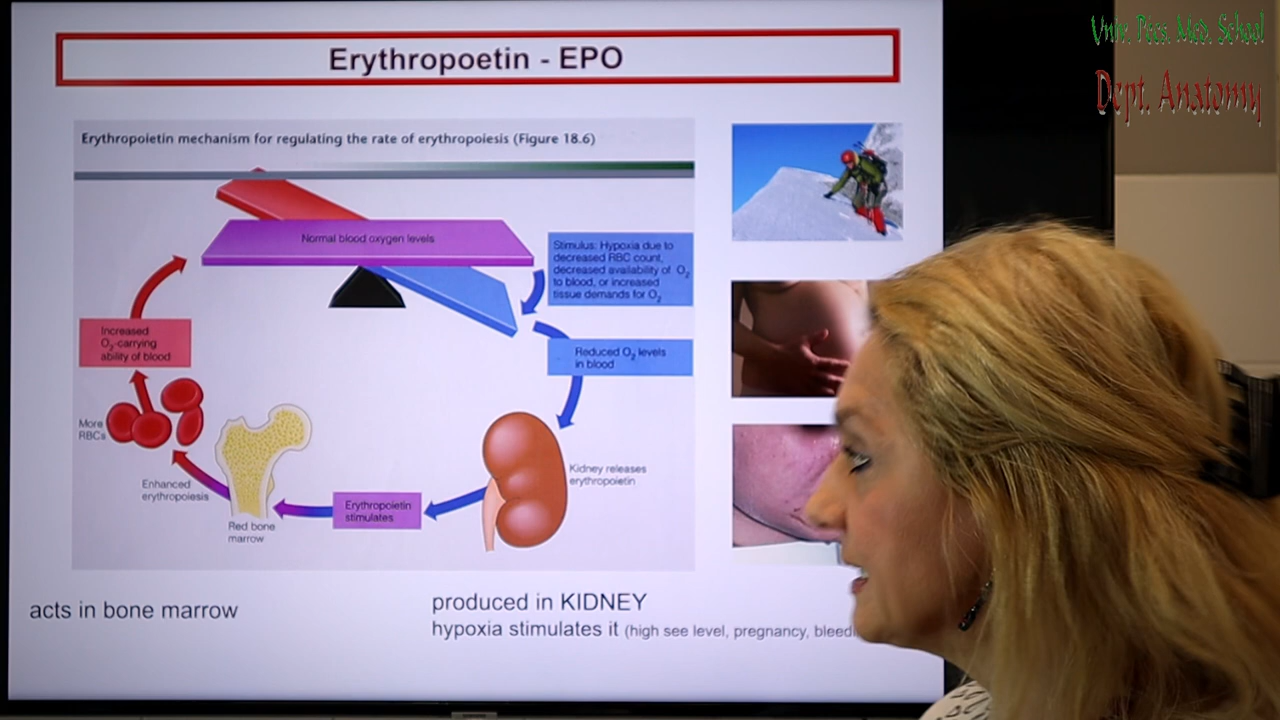 Univ. Pécs. Med. School
Dept. Anatomy
Erythropoetin - EPO
Erythropoietin mechanism for regulating the rate of erythropoiesis (Figure 18.6)
Normal blood oxygen levels
Stimulus: Hypoxia due to
decreased RBC count,
decreased availability of O2
to blood, or increased
tissue demands for O2
Reduced O2 levels
in blood
Increased
O2-carrying
ability of blood
More
RBCs
Kidney releases
erythropoietin
Enhanced
erythropoiesis
Erythropoietin
stimulates
Red bone
marrow
acts in bone marrow
produced in KIDNEY
hypoxia stimulates it (high see level, pregnancy,